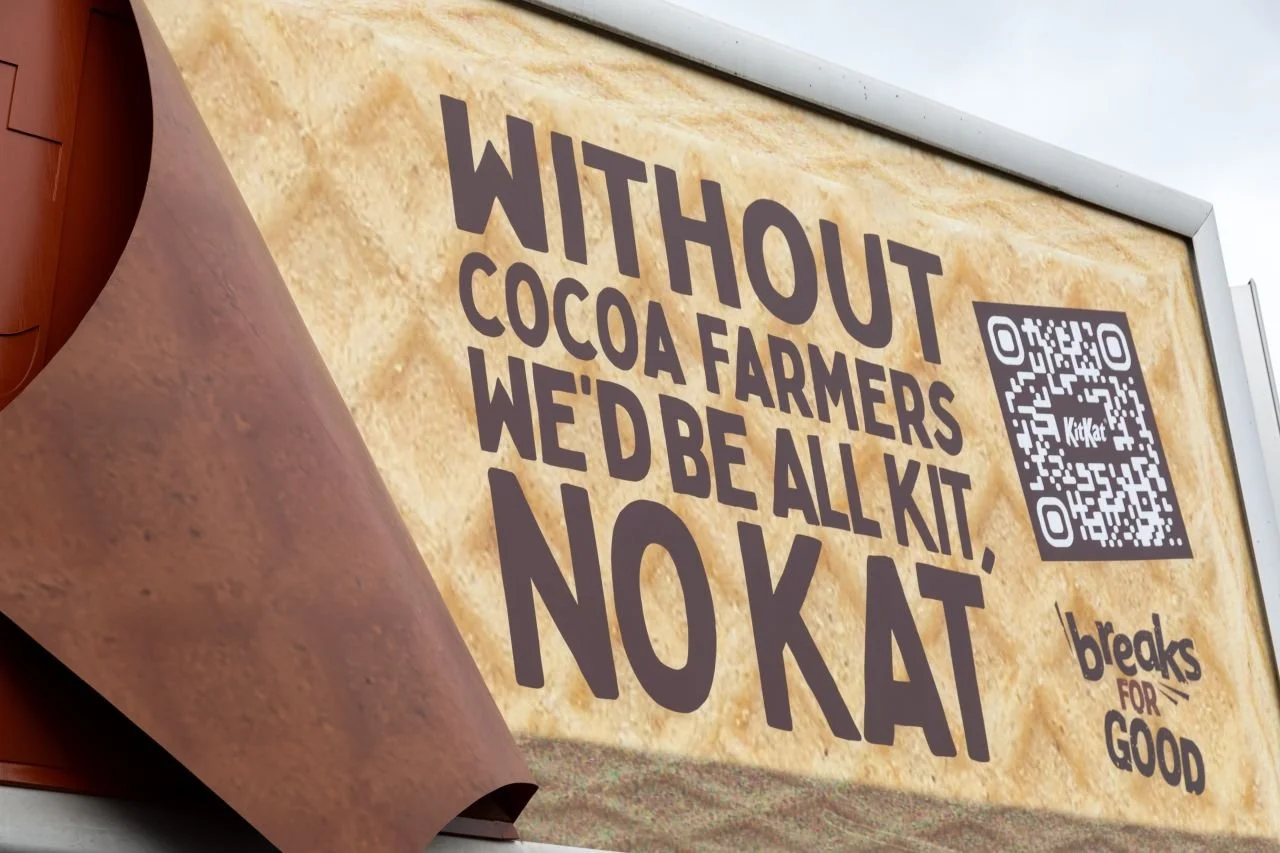 WITHOUT
COCOA FARMERS
WE'D BE ALL KIT,
NO KAT
KitKat
breaks
FOR
GOOD